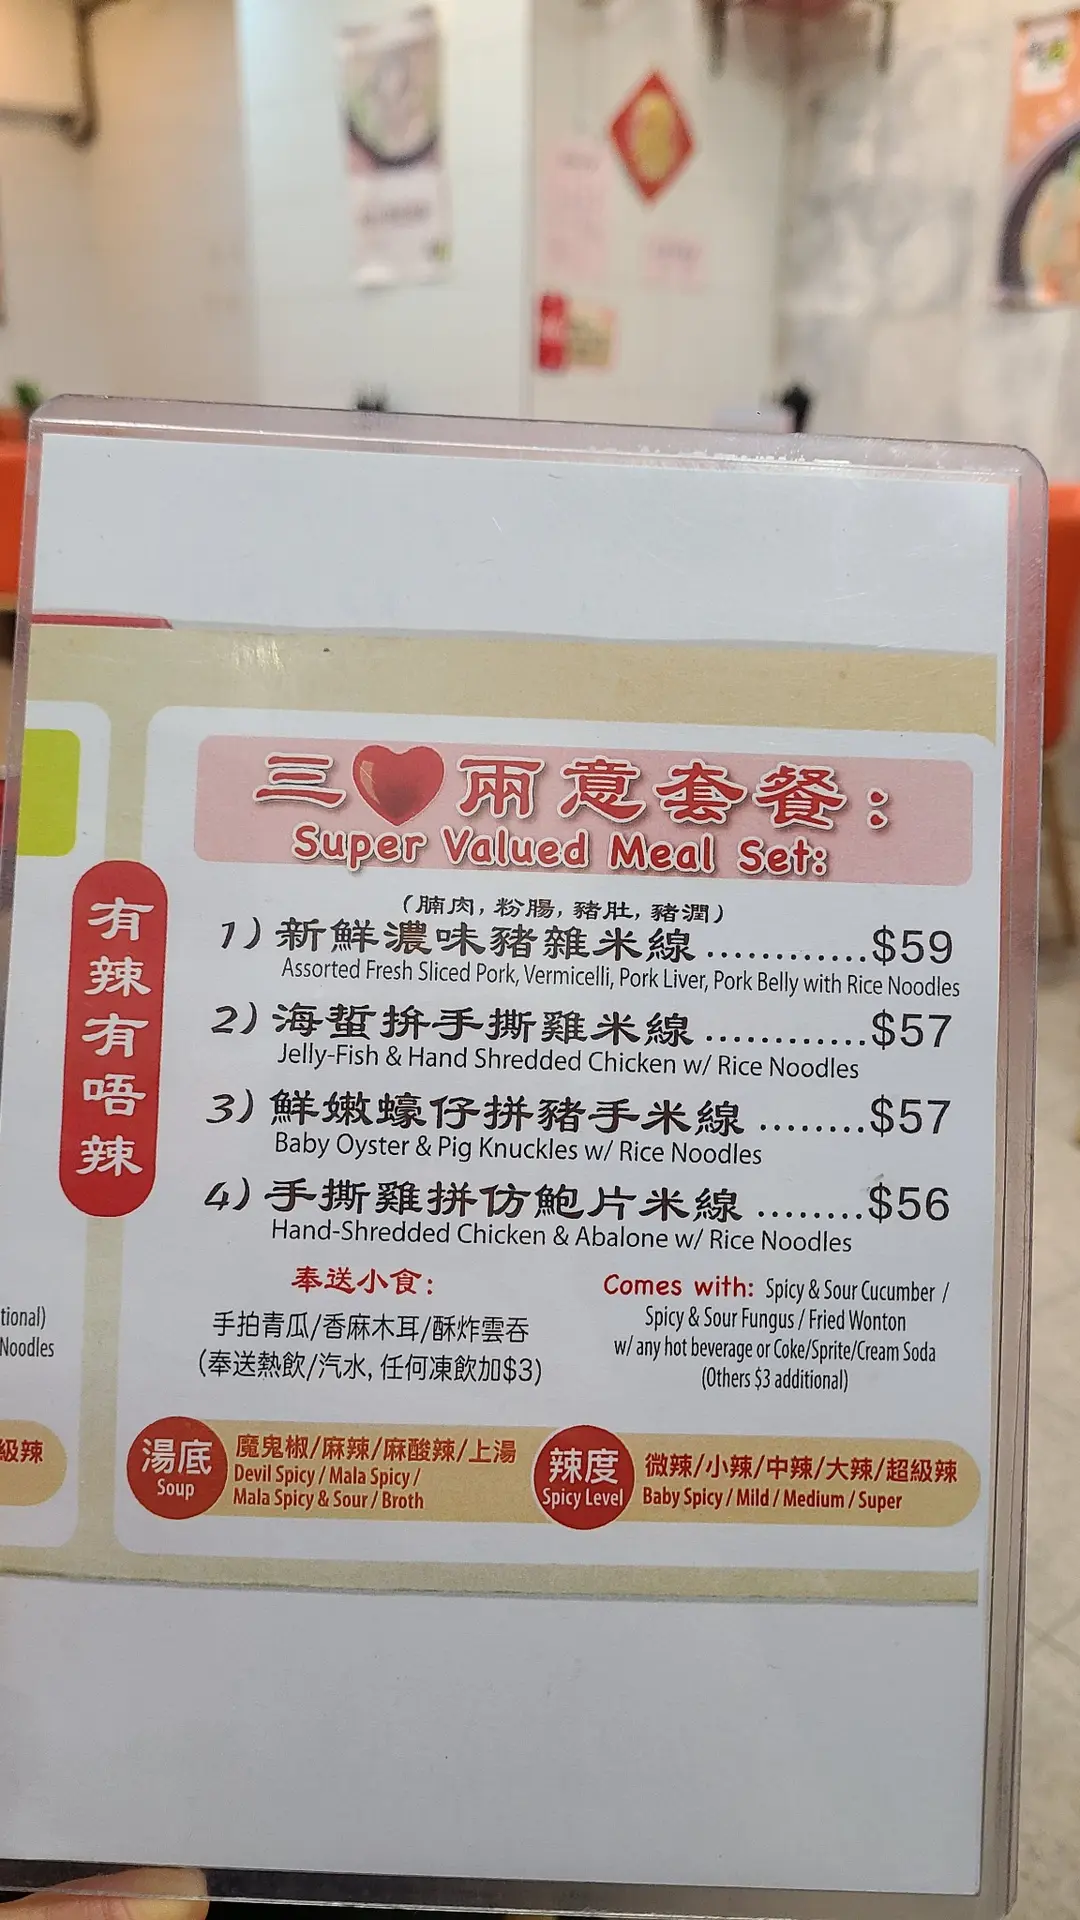 三 兩意套餐:
Super Valued Meal Set:
有辣有唔辣
(腩肉, 粉腸, 豬肚, 豬潤)
1) 新鮮濃味豬雜米線 ............$59
Assorted Fresh Sliced Pork, Vermicelli, Pork Liver, Pork Belly with Rice Noodles
2) 海蜇拚手撕雞米線 ............$57
Jelly-Fish & Hand Shredded Chicken w/ Rice Noodles
3) 鮮嫩蠔仔拼豬手米線 ........$57
Baby Oyster & Pig Knuckles w/ Rice Noodles
4) 手撕雞拼仿鮑片米線 ........$56
Hand-Shredded Chicken & Abalone w/ Rice Noodles
奉送小食:
手拍青瓜/香麻木耳/酥炸雲吞
(奉送熱飲/汽水, 任何凍飲加$3)
Comes with: Spicy & Sour Cucumber /
Spicy & Sour Fungus / Fried Wonton
w/ any hot beverage or Coke/Sprite/Cream Soda
(Others $3 additional)
tional)
Noodles
級辣
湯底
Soup
魔鬼椒/麻辣/麻酸辣/上湯
Devil Spicy / Mala Spicy /
Mala Spicy & Sour / Broth
辣度
Spicy Level
微辣/小辣/中辣/大辣/超級辣
Baby Spicy / Mild / Medium / Super